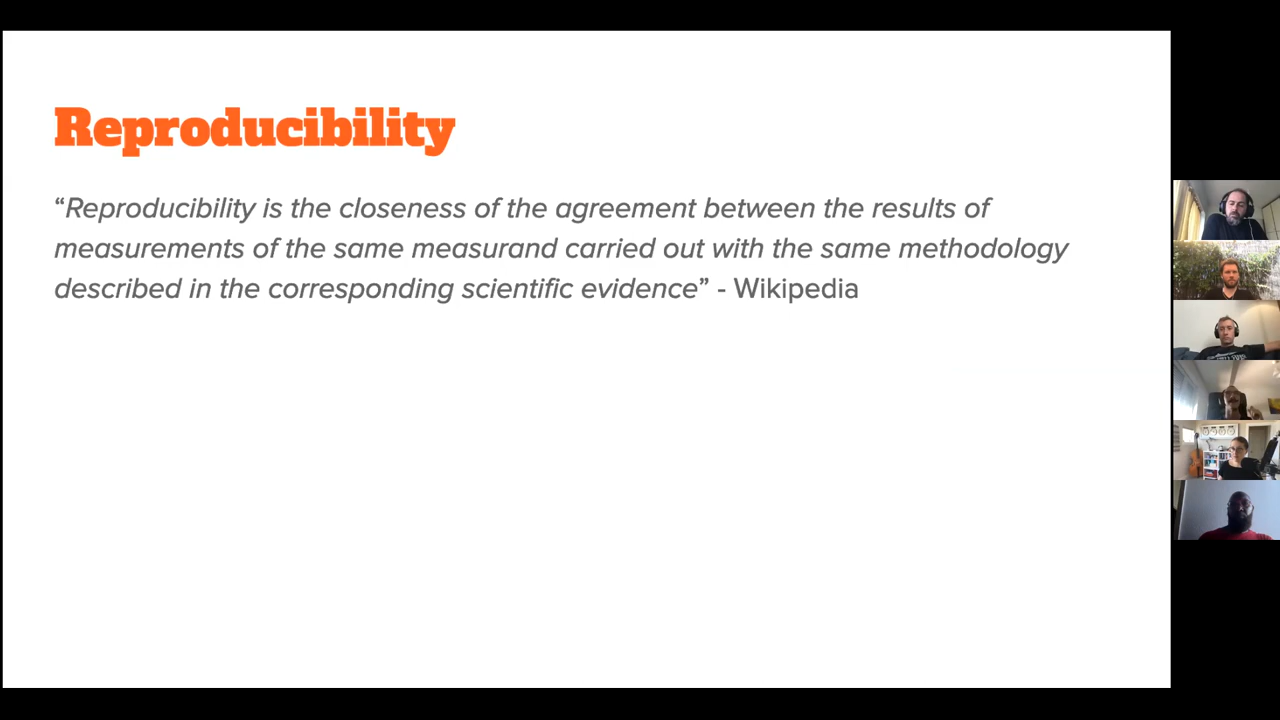 Reproducibility
“Reproducibility is the closeness of the agreement between the results of
measurements of the same measurand carried out with the same methodology
described in the corresponding scientific evidence” - Wikipedia